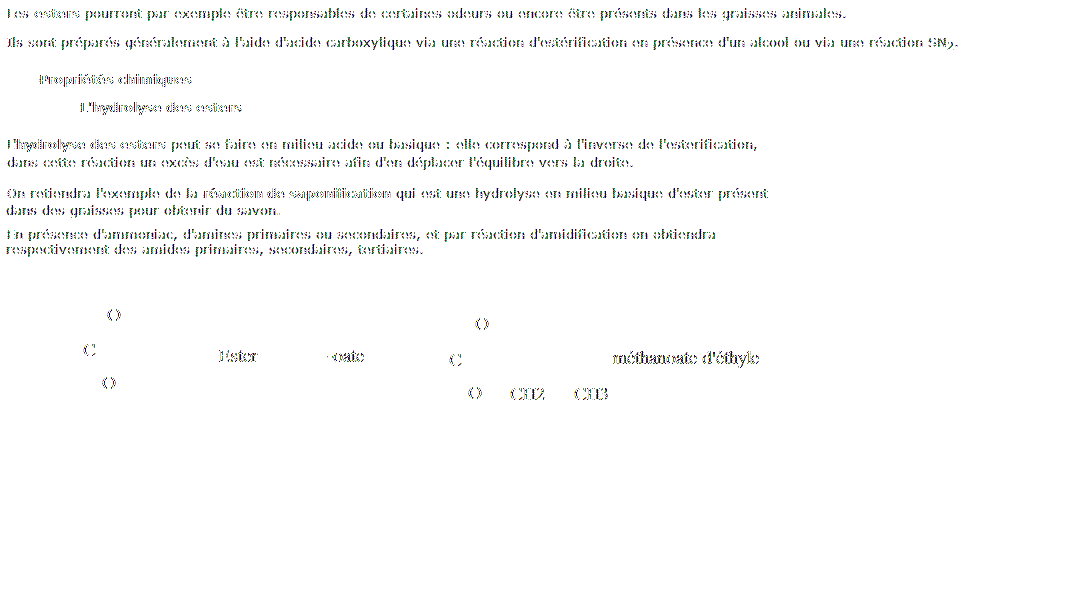 Les esters pourront par exemple être responsables de certaines odeurs ou encore être présents dans les graisses animales.
Ils sont préparés généralement à l'aide d'acide carboxylique via une réaction d'estérification en présence d'un alcool ou via une réaction SN2.
Propriétés chimiques
L'hydrolyse des esters
L'hydrolyse des esters peut se faire en milieu acide ou basique : elle correspond à l'inverse de l'esterification,
dans cette réaction un excès d'eau est nécessaire afin d'en déplacer l'équilibre vers la droite.
On retiendra l'exemple de la réaction de saponification qui est une hydrolyse en milieu basique d'ester présent
dans des graisses pour obtenir du savon.
En présence d'ammoniac, d'amines primaires ou secondaires, et par réaction d'amidification on obtiendra
respectivement des amides primaires, secondaires, tertiaires.
O
O
C
Ester
-oate
C
méthanoate d'éthyle
O
O
CH2
CH3